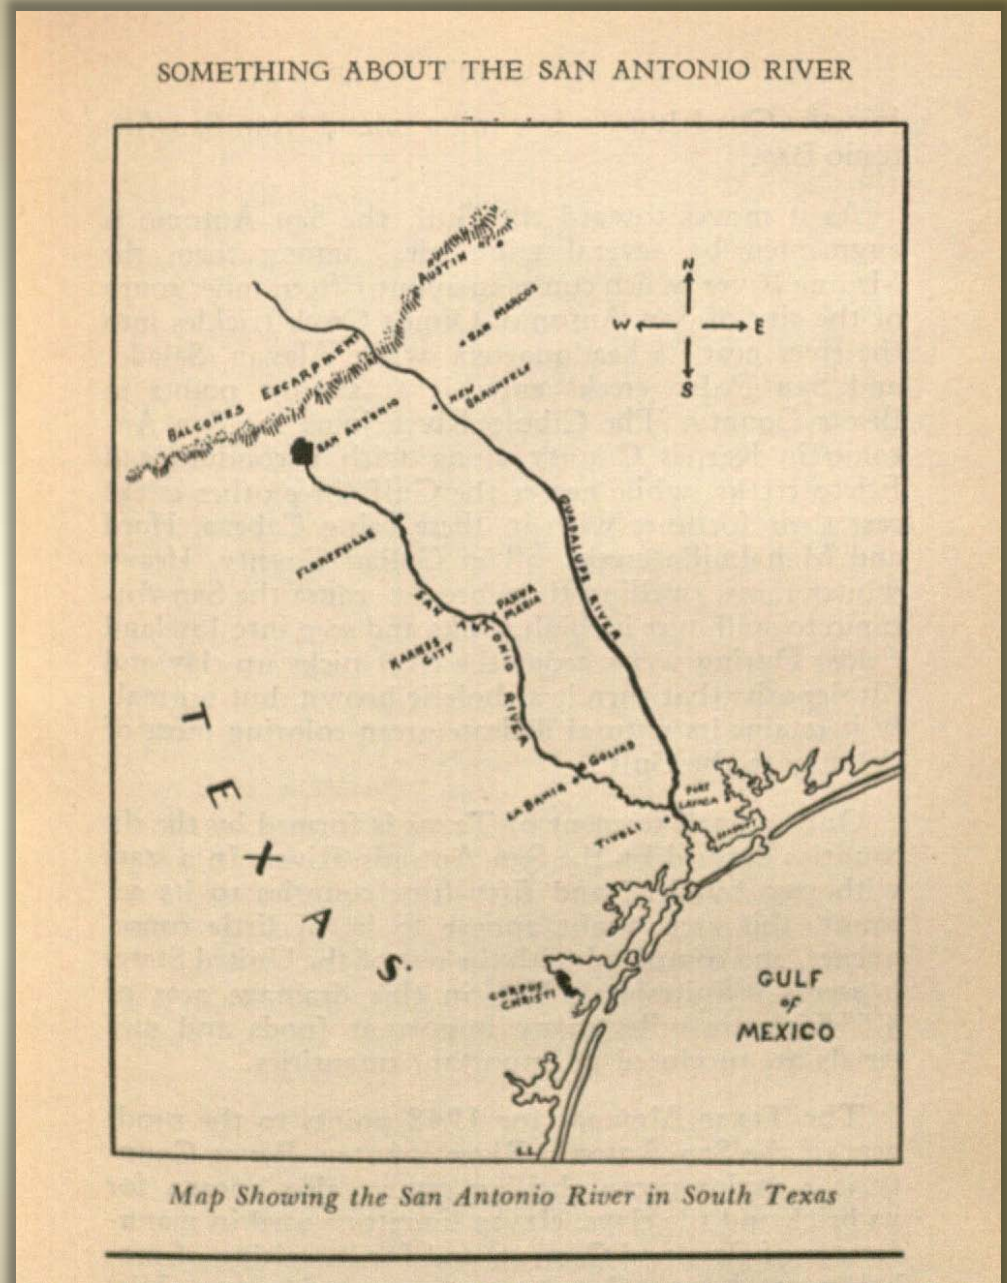 SOMETHING ABOUT THE SAN ANTONIO RIVER
AUSTIN
N
W
E
S
SAN MARCOS
BALCONES ESCARPMENT
NEW
BRAUNFELS
SAN ANTONIO
GUADALUPE RIVER
FLORESVILLE
PANNA
MARIA
SAN ANTONIO RIVER
KARNES
CITY
TEXAS
GOLIAD
LA BAHIA
PORT
LAVACA
TIVOLI
CORPUS
CHRISTI
GULF
of
MEXICO
L.L.
Map Showing the San Antonio River in South Texas